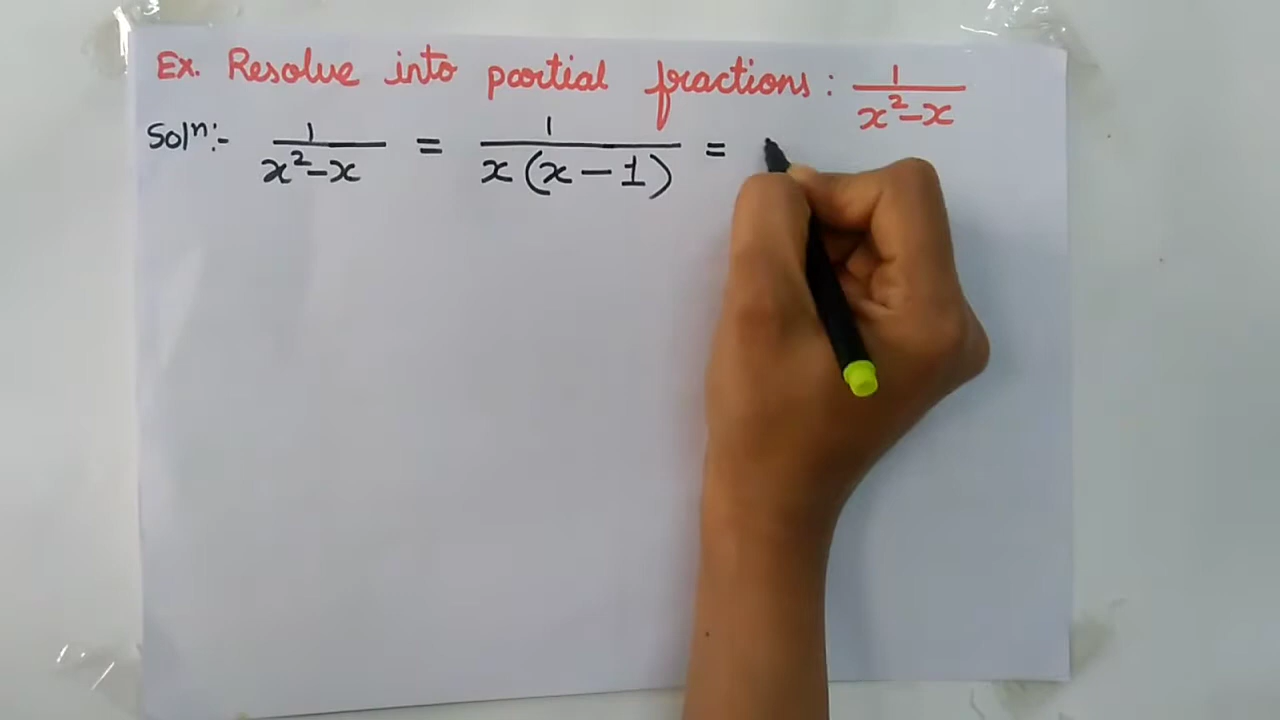 Ex. Resolve into partial fractions : 1/(x²-x)
Solⁿ:- 1/(x²-x) = 1/(x(x-1)) =